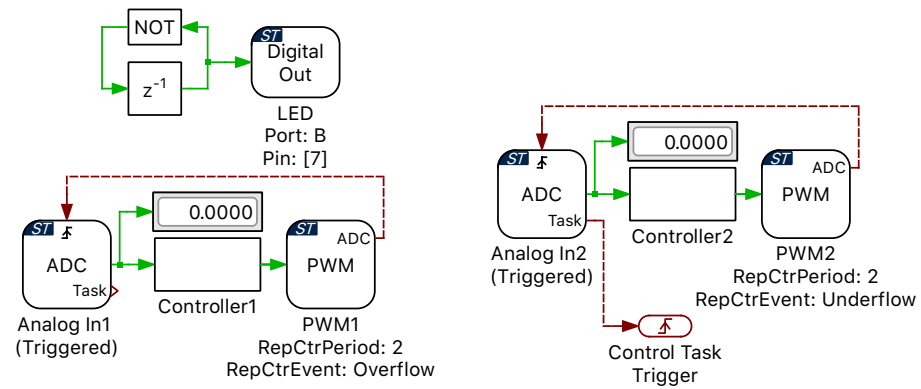 NOT
z⁻¹
ST
Digital
Out
LED
Port: B
Pin: [7]
ST
ADC
Task
Analog In1
(Triggered)
0.0000
Controller1
ST
ADC
PWM
PWM1
RepCtrPeriod: 2
RepCtrEvent: Overflow
ST
ADC
Task
Analog In2
(Triggered)
0.0000
Controller2
ST
ADC
PWM
PWM2
RepCtrPeriod: 2
RepCtrEvent: Underflow
Control Task
Trigger